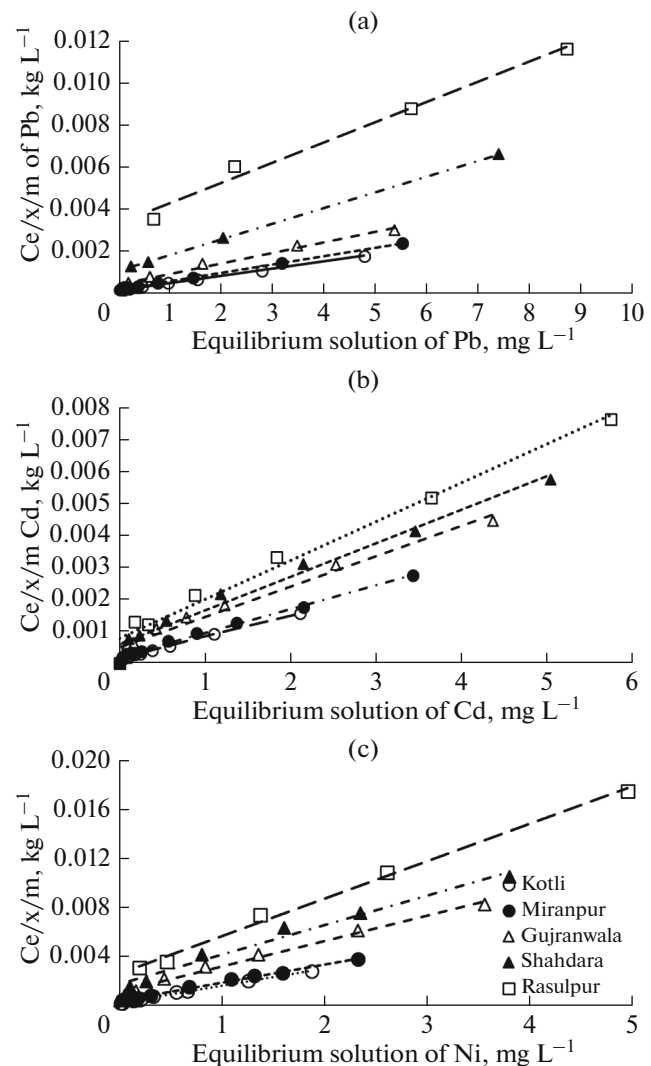 (a)
Ce/x/m of Pb, kg L⁻¹
0.012
0.010
0.008
0.006
0.004
0.002
0 1 2 3 4 5 6 7 8 9 10
Equilibrium solution of Pb, mg L⁻¹
(b)
Ce/x/m Cd, kg L⁻¹
0.008
0.007
0.006
0.005
0.004
0.003
0.002
0.001
0 1 2 3 4 5 6
Equilibrium solution of Cd, mg L⁻¹
(c)
Ce/x/m, kg L⁻¹
0.020
0.016
0.012
0.008
0.004
Kotli
Miranpur
Gujranwala
Shahdara
Rasulpur
0 1 2 3 4 5
Equilibrium solution of Ni, mg L⁻¹